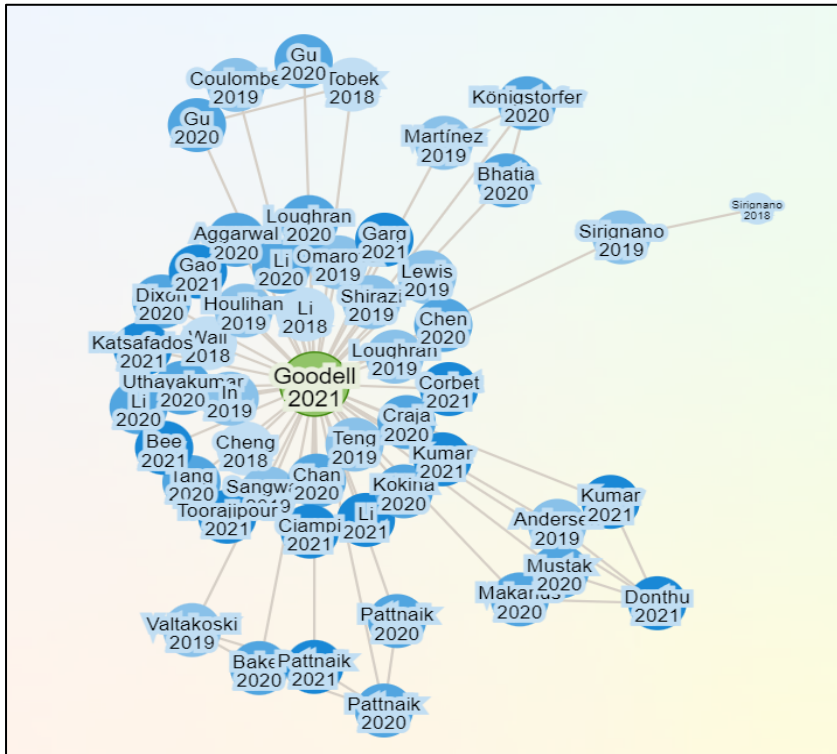 Gu
2020
Coulombe
2019
Tobek
2018
Gu
2020
Königstorfer
2020
Martínez
2019
Bhatia
2020
Sirignano
2018
Sirignano
2019
Loughran
2020
Aggarwal
2020
Garg
2021
Li
2020
Omaro
2019
Gao
2021
Lewis
2019
Dixon
2020
Houlihan
2019
Li
2018
Shirazi
2019
Chen
2020
Katsafados
2021
Wall
2018
Loughran
2019
Goodell
2021
Uthayakumar
2020
Li
2020
In
2019
Corbet
2021
Craja
2020
Bee
2021
Cheng
2018
Teng
2019
Kumar
2021
Tang
2020
Sangwa
2019
Chan
2020
Kokina
2020
Toorajipour
2021
Ciampi
2021
Li
2021
Kumar
2021
Anderse
2019
Mustak
2020
Makarius
2020
Donthu
2021
Valtakoski
2019
Pattnaik
2020
Bake
2020
Pattnaik
2021
Pattnaik
2020